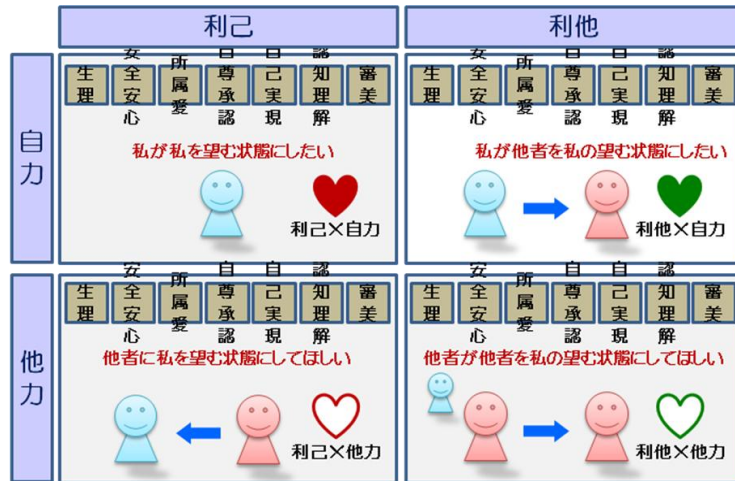 利己
利他
自力
生理
安全安心
所属愛
自尊承認
自己実現
認知理解
審美
私が私を望む状態にしたい
利己×自力
生理
安全安心
所属愛
自尊承認
自己実現
認知理解
審美
私が他者を私の望む状態にしたい
利他×自力
他力
生理
安全安心
所属愛
自尊承認
自己実現
認知理解
審美
他者に私を望む状態にしてほしい
利己×他力
生理
安全安心
所属愛
自尊承認
自己実現
認知理解
審美
他者が他者を私の望む状態にしてほしい
利他×他力